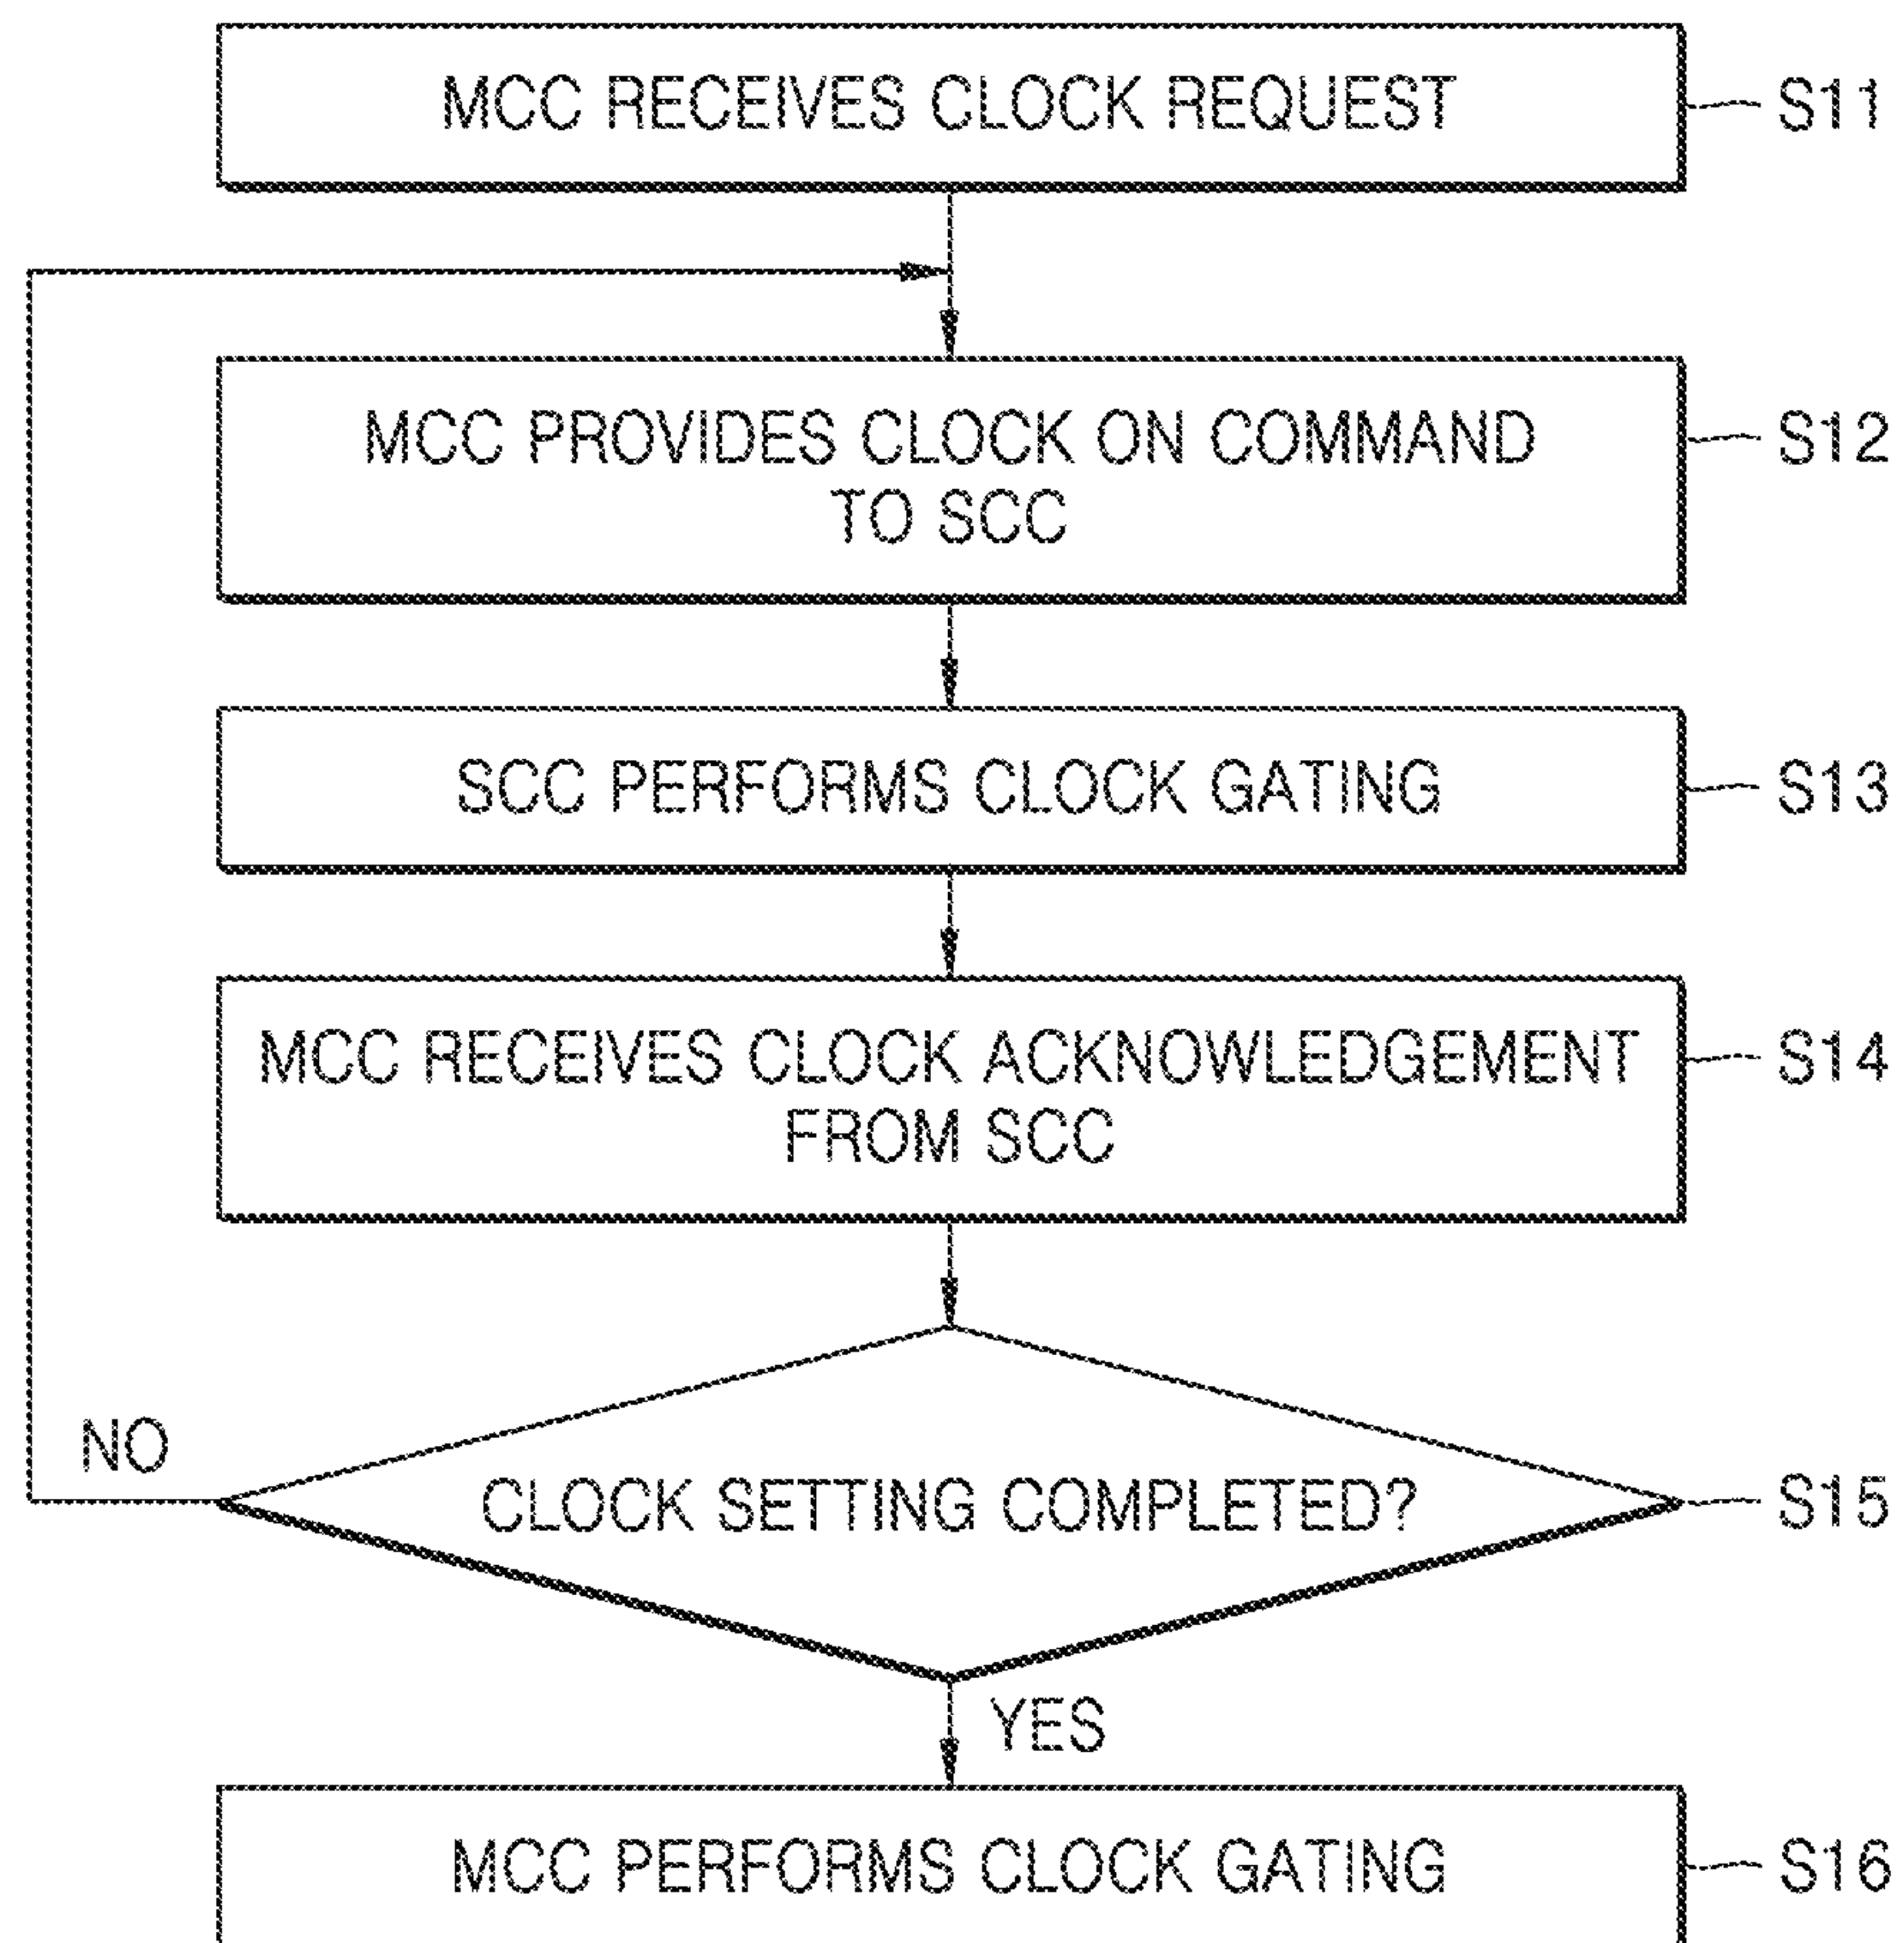 MCC RECEIVES CLOCK REQUEST
S11
MCC PROVIDES CLOCK ON COMMAND
TO SCC
S12
SCC PERFORMS CLOCK GATING
S13
MCC RECEIVES CLOCK ACKNOWLEDGEMENT
FROM SCC
S14
NO
CLOCK SETTING COMPLETED?
S15
YES
MCC PERFORMS CLOCK GATING
S16